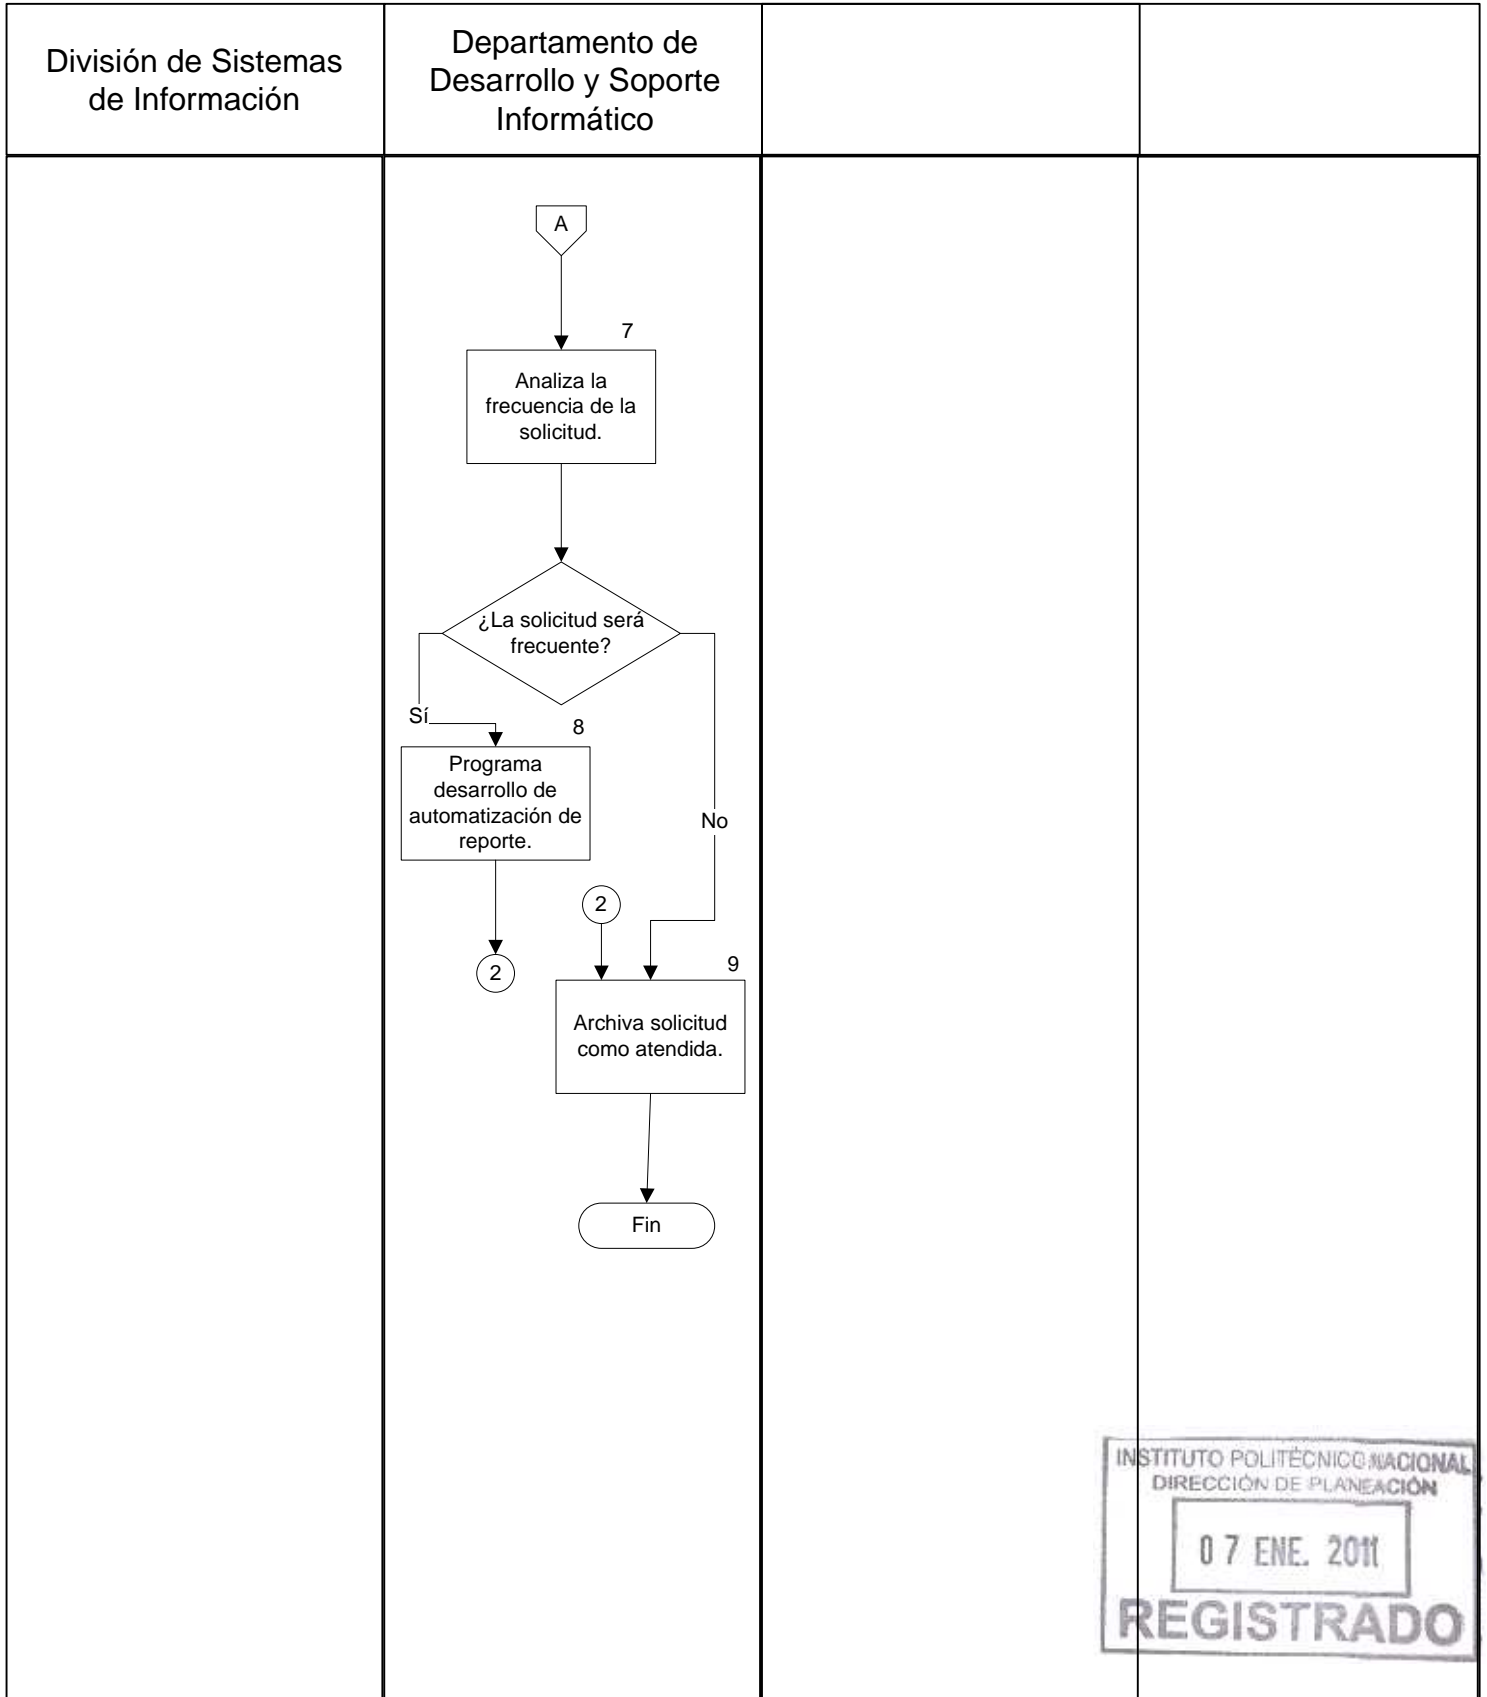 División de Sistemas
de Información
Departamento de
Desarrollo y Soporte
Informático
A
7
Analiza la
frecuencia de la
solicitud.
¿La solicitud será
frecuente?
Sí
8
Programa
desarrollo de
automatización de
reporte.
No
2
2
9
Archiva solicitud
como atendida.
Fin
INSTITUTO POLITÉCNICO NACIONAL
DIRECCIÓN DE PLANEACIÓN
07 ENE. 2011
REGISTRADO